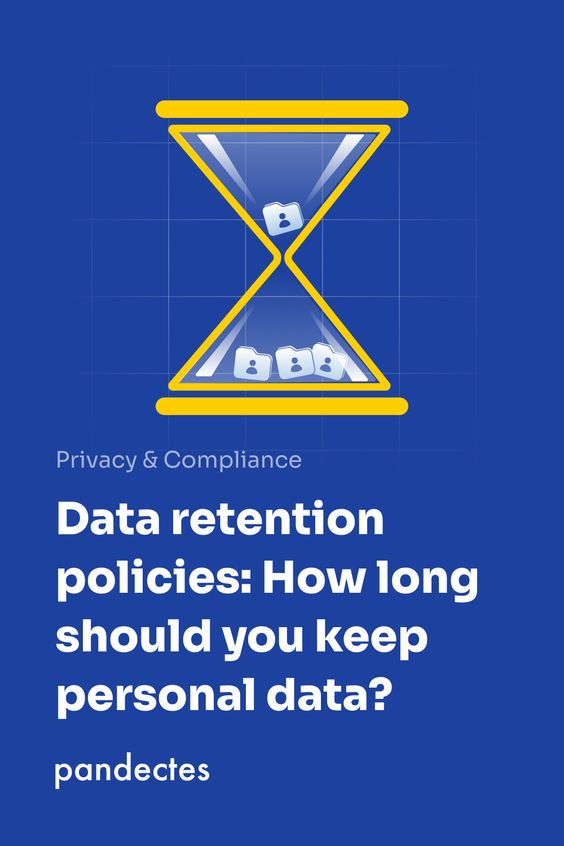 Privacy & Compliance
Data retention
policies: How long
should you keep
personal data?
pandectes